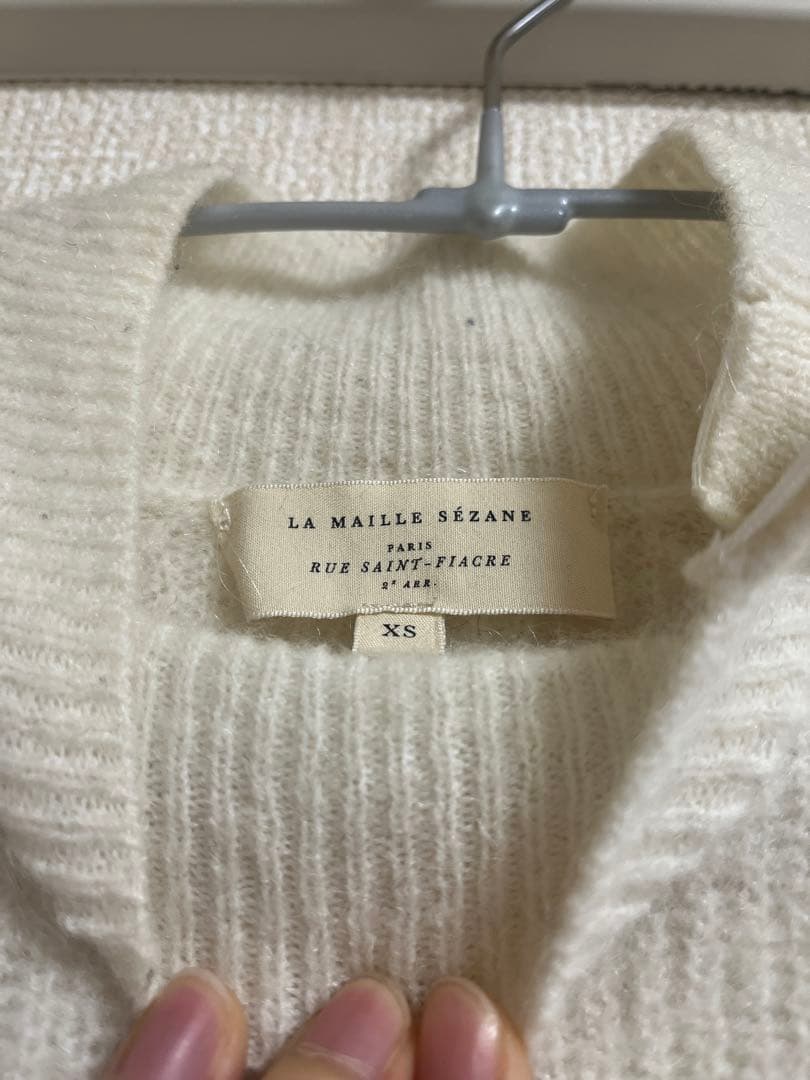 LA MAILLE SÉZANE
PARIS
RUE SAINT-FIACRE
2ᴱ ARR.
XS